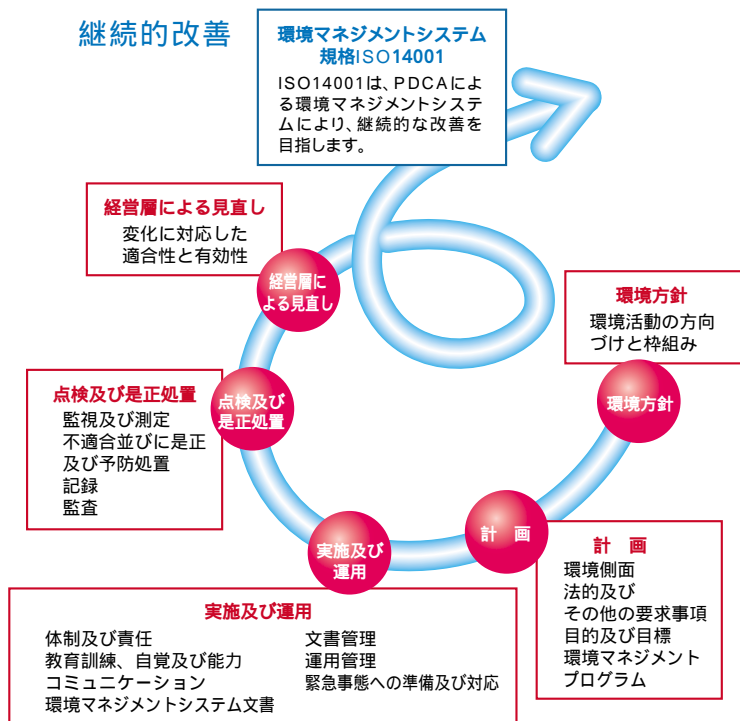 継続的改善
環境マネジメントシステム
規格ISO14001
ISO14001は、PDCAによ
る環境マネジメントシステ
ムにより、継続的な改善を
目指します。
経営層による見直し
変化に対応した
適合性と有効性
経営層に
よる見直し
環境方針
環境活動の方向
づけと枠組み
環境方針
点検及び是正処置
監視及び測定
不適合並びに是正
及び予防処置
記録
監査
点検及び
是正処置
実施及び
運用
計 画
計 画
環境側面
法的及び
その他の要求事項
目的及び目標
環境マネジメント
プログラム
実施及び運用
体制及び責任
教育訓練、自覚及び能力
コミュニケーション
環境マネジメントシステム文書
文書管理
運用管理
緊急事態への準備及び対応